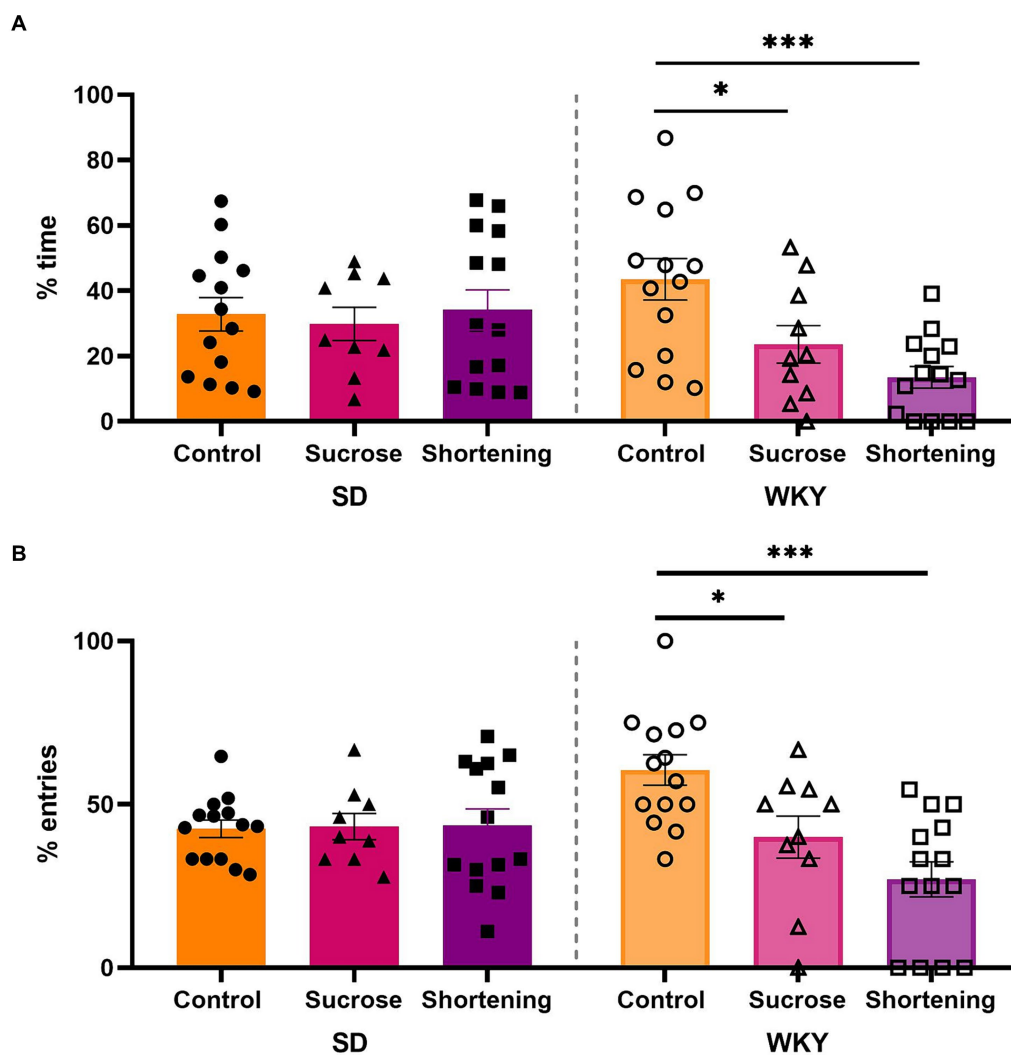 A
***
*
100
80
60
40
20
0
% time
Control Sucrose Shortening Control Sucrose Shortening
SD WKY
B
***
*
100
50
0
% entries
Control Sucrose Shortening Control Sucrose Shortening
SD WKY